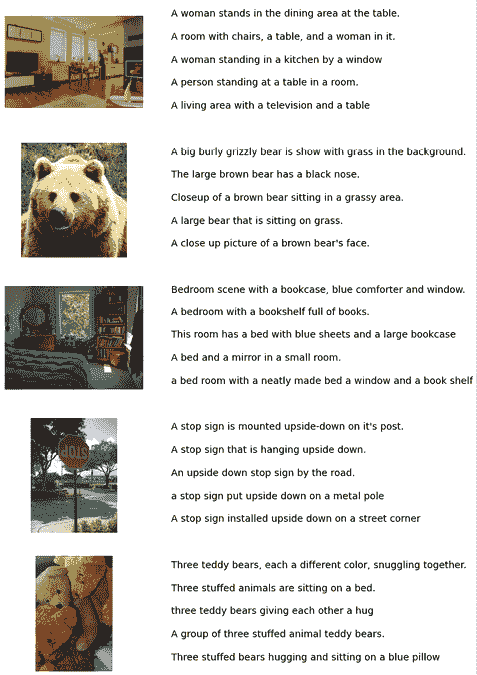 A woman stands in the dining area at the table.
A room with chairs, a table, and a woman in it.
A woman standing in a kitchen by a window
A person standing at a table in a room.
A living area with a television and a table
A big burly grizzly bear is show with grass in the background.
The large brown bear has a black nose.
Closeup of a brown bear sitting in a grassy area.
A large bear that is sitting on grass.
A close up picture of a brown bear's face.
Bedroom scene with a bookcase, blue comforter and window.
A bedroom with a bookshelf full of books.
This room has a bed with blue sheets and a large bookcase
A bed and a mirror in a small room.
a bed room with a neatly made bed a window and a book shelf
STOP
A stop sign is mounted upside-down on it's post.
A stop sign that is hanging upside down.
An upside down stop sign by the road.
a stop sign put upside down on a metal pole
A stop sign installed upside down on a street corner
Three teddy bears, each a different color, snuggling together.
Three stuffed animals are sitting on a bed.
three teddy bears giving each other a hug
A group of three stuffed animal teddy bears.
Three stuffed bears hugging and sitting on a blue pillow